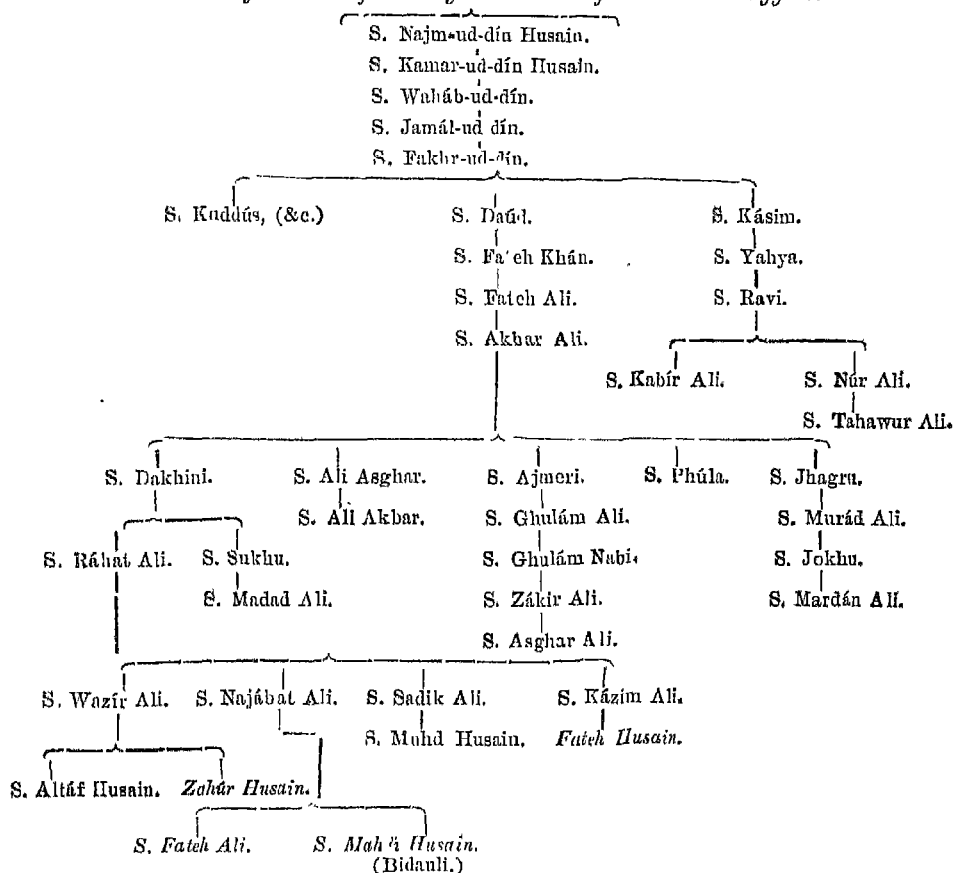 S. Najm-ud-dín Husain.
S. Kamar-ud-dín Husain.
S. Waháb-ud-dín.
S. Jamál-ud dín.
S. Fakhr-ud-dín.
S. Kuddús, (&c.) S. Daúd. S. Kásim.
S. Fateh Khán. S. Yahya.
S. Fateh Ali. S. Ravi.
S. Akbar Ali.
S. Kabír Ali. S. Núr Ali.
S. Tahawur Ali.
S. Dakhini. S. Ali Asghar. S. Ajmeri. S. Phúla. S. Jhagru.
S. Ali Akbar. S. Ghulám Ali. S. Murád Ali.
S. Ráhat Ali. S. Sukhu. S. Ghulám Nabi. S. Jokhu.
S. Madad Ali. S. Zákir Ali. S. Mardán Ali.
S. Asghar Ali.
S. Wazír Ali. S. Najábat Ali. S. Sadik Ali. S. Kázim Ali.
S. Muhd Husain. Fateh Husain.
S. Altáf Husain. Zahúr Husain.
S. Fateh Ali. S. Husain.
(Bidauli.)